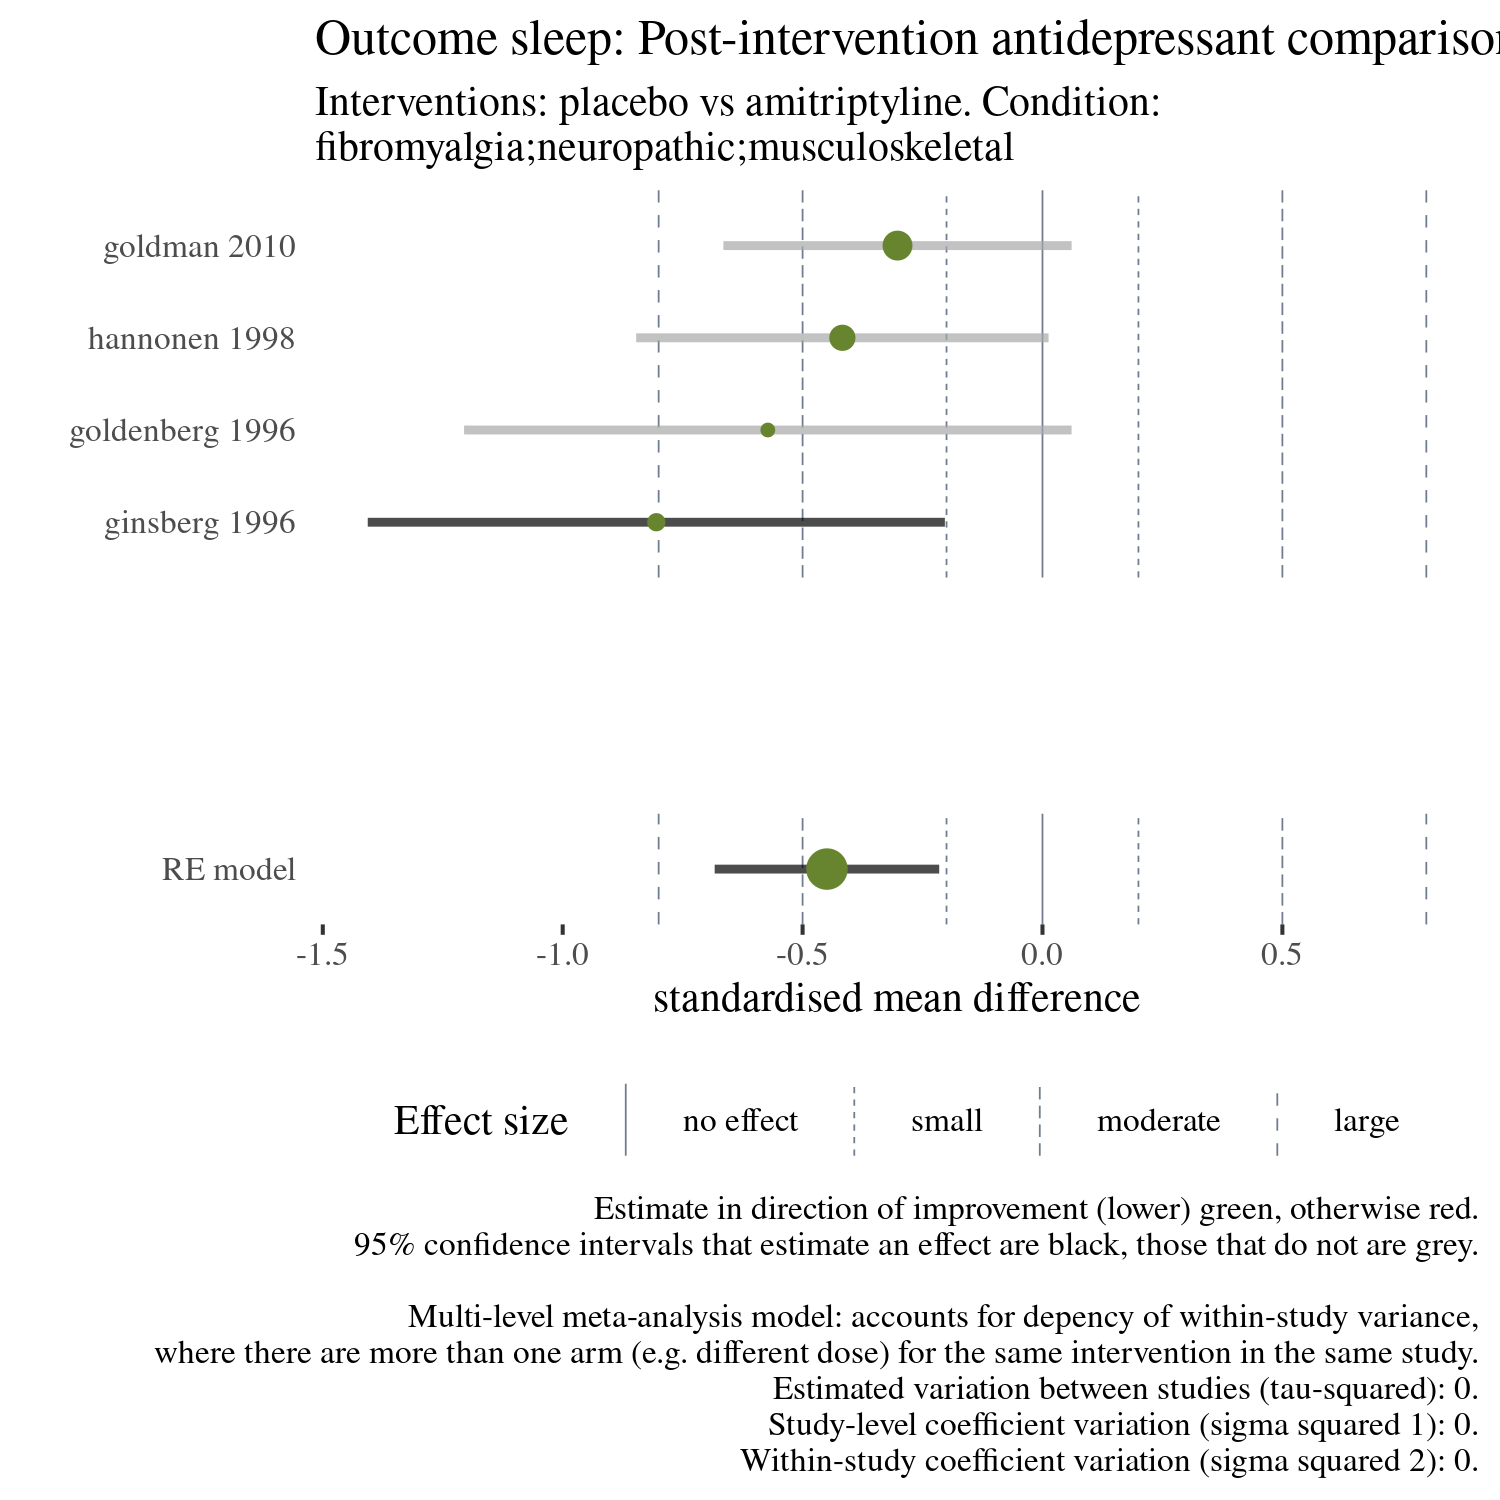 Outcome sleep: Post-intervention antidepressant compariso
Interventions: placebo vs amitriptyline. Condition:
fibromyalgia;neuropathic;musculoskeletal
goldman 2010
hannonen 1998
goldenberg 1996
ginsberg 1996
RE model
-1.5 -1.0 -0.5 0.0 0.5
standardised mean difference
Effect size no effect small moderate large
Estimate in direction of improvement (lower) green, otherwise red.
95% confidence intervals that estimate an effect are black, those that do not are grey.
Multi-level meta-analysis model: accounts for depency of within-study variance,
where there are more than one arm (e.g. different dose) for the same intervention in the same study.
Estimated variation between studies (tau-squared): 0.
Study-level coefficient variation (sigma squared 1): 0.
Within-study coefficient variation (sigma squared 2): 0.